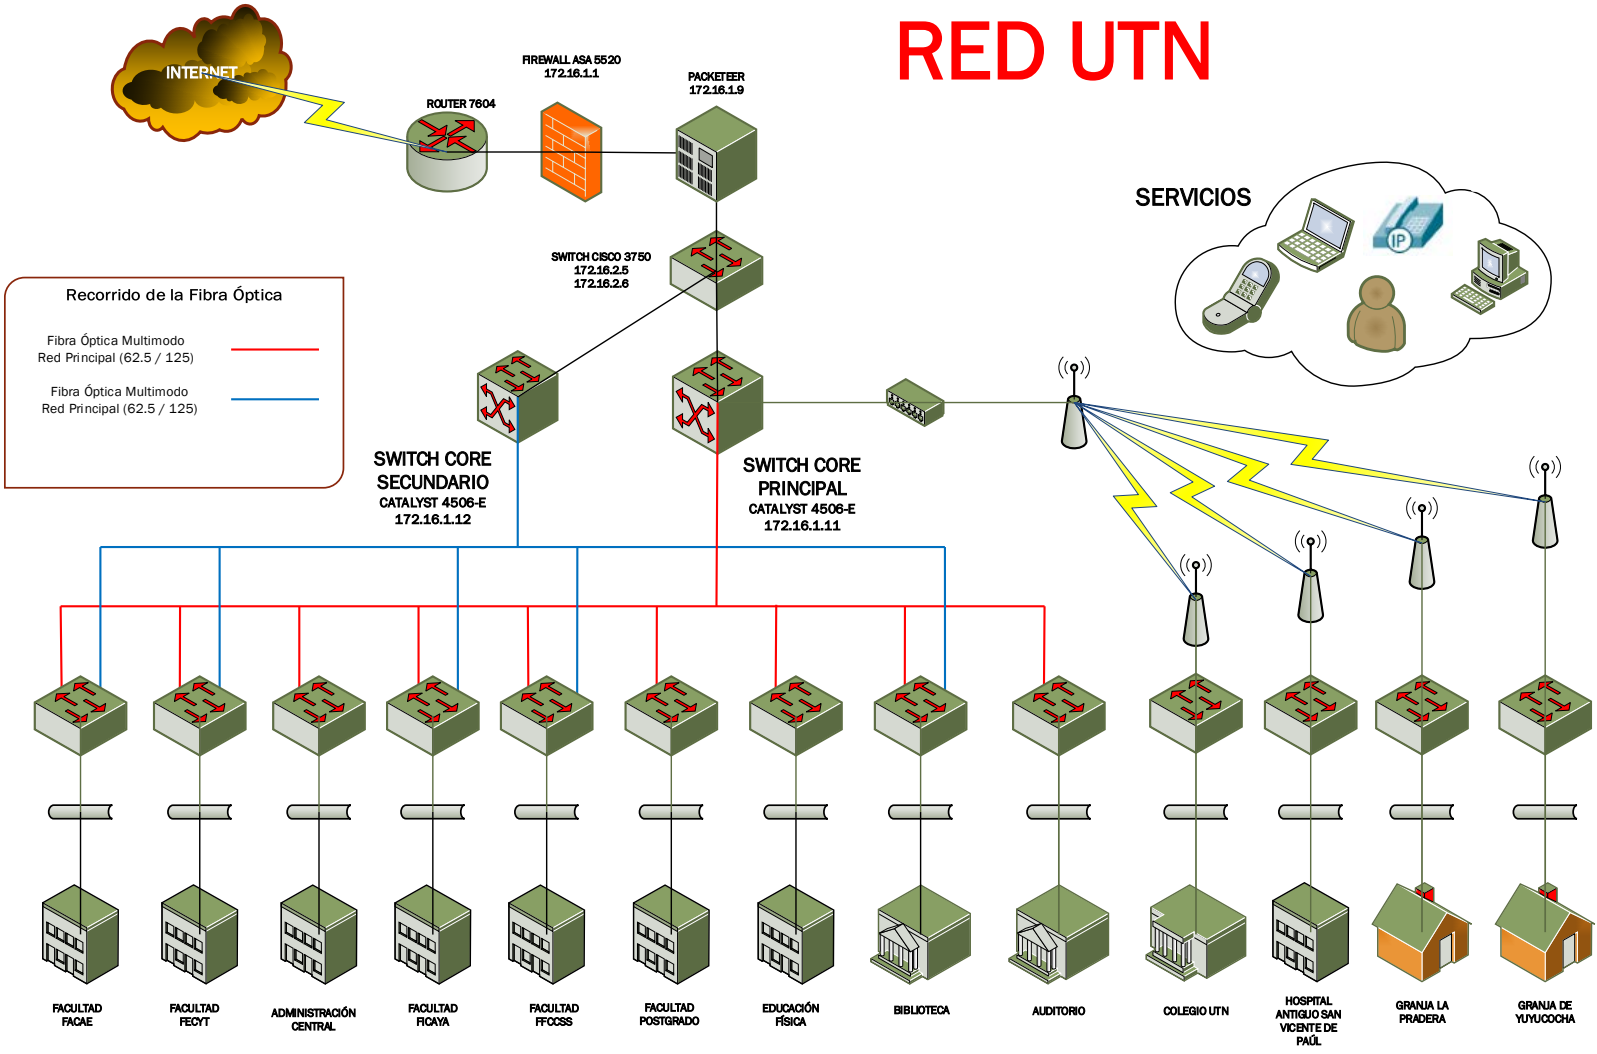 RED UTN
INTERNET
ROUTER 7604
FIREWALL ASA 5520
172.16.1.1
PACKETEER
172.16.1.9
SWITCH CISCO 3750
172.16.2.5
172.16.2.6
SERVICIOS
IP
Recorrido de la Fibra Óptica
Fibra Óptica Multimodo
Red Principal (62.5 / 125)
Fibra Óptica Multimodo
Red Principal (62.5 / 125)
SWITCH CORE
SECUNDARIO
CATALYST 4506-E
172.16.1.12
SWITCH CORE
PRINCIPAL
CATALYST 4506-E
172.16.1.11
FACULTAD
FACAE
FACULTAD
FECYT
ADMINISTRACIÓN
CENTRAL
FACULTAD
FICAYA
FACULTAD
FFCCSS
FACULTAD
POSTGRADO
EDUCACIÓN
FÍSICA
BIBLIOTECA
AUDITORIO
COLEGIO UTN
HOSPITAL
ANTIGUO SAN
VICENTE DE
PAÚL
GRANJA LA
PRADERA
GRANJA DE
YUYUCOCHA